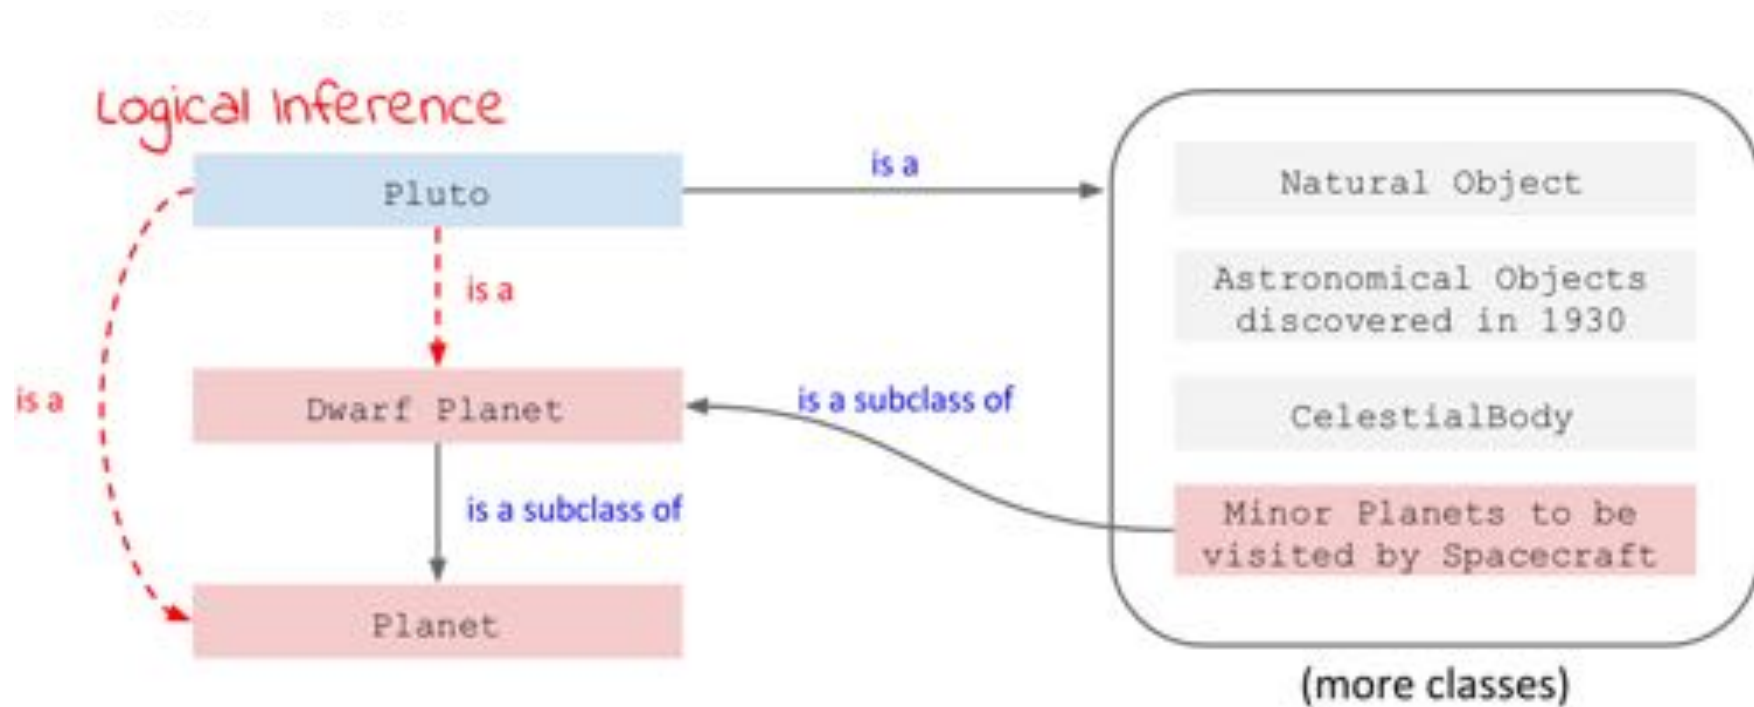 Logical Inference
Pluto
is a
Natural Object
Astronomical Objects
discovered in 1930
is a
is a
Dwarf Planet
is a subclass of
CelestialBody
is a subclass of
Minor Planets to be
visited by Spacecraft
Planet
(more classes)